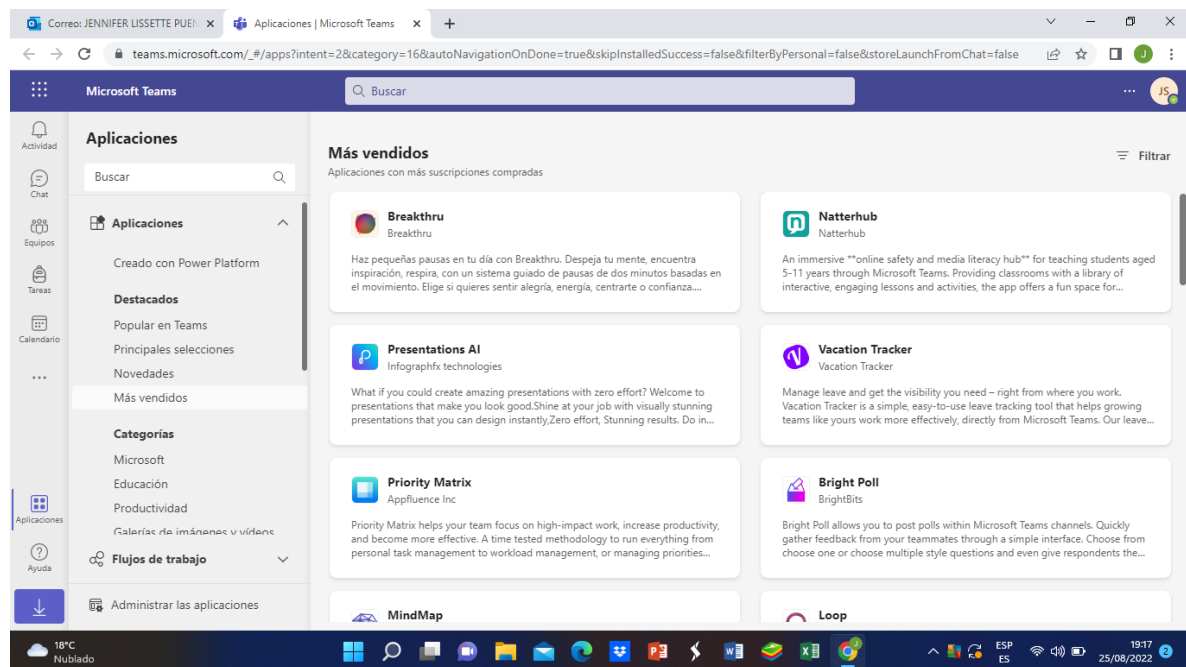 Correo: JENNIFER LISSETTE PUEN
Aplicaciones | Microsoft Teams
teams.microsoft.com/_#/apps?intent=2&category=16&autoNavigationOnDone=true&skipInstalledSuccess=false&filterByPersonal=false&storeLaunchFromChat=false
J
Microsoft Teams
Buscar
JS
Actividad
Chat
Equipos
Tareas
Calendario
Aplicaciones
Ayuda
Aplicaciones
Buscar
Aplicaciones
Creado con Power Platform
Destacados
Popular en Teams
Principales selecciones
Novedades
Más vendidos
Categorías
Microsoft
Educación
Productividad
Galerías de imágenes y vídeos
Flujos de trabajo
Administrar las aplicaciones
Más vendidos
Aplicaciones con más suscripciones compradas
Filtrar
Breakthru
Breakthru
Haz pequeñas pausas en tu día con Breakthru. Despeja tu mente, encuentra
inspiración, respira, con un sistema guiado de pausas de dos minutos basadas en
el movimiento. Elige si quieres sentir alegría, energía, centrarte o confianza....
Natterhub
Natterhub
An immersive **online safety and media literacy hub** for teaching students aged
5-11 years through Microsoft Teams. Providing classrooms with a library of
interactive, engaging lessons and activities, the app offers a fun space for...
Presentations AI
Infographfx technologies
What if you could create amazing presentations with zero effort? Welcome to
presentations that make you look good.Shine at your job with visually stunning
presentations that you can design instantly,Zero effort, Stunning results. Do in...
Vacation Tracker
Vacation Tracker
Manage leave and get the visibility you need – right from where you work.
Vacation Tracker is a simple, easy-to-use leave tracking tool that helps growing
teams like yours work more effectively, directly from Microsoft Teams. Our leave...
Priority Matrix
Appfluence Inc
Priority Matrix helps your team focus on high-impact work, increase productivity,
and become more effective. A time tested methodology to run everything from
personal task management to workload management, or managing priorities...
Bright Poll
BrightBits
Bright Poll allows you to post polls within Microsoft Teams channels. Quickly
gather feedback from your teammates through a simple interface. Choose from
choose one or choose multiple style questions and even give respondents the...
MindMap
Loop
18°C
Nublado
ESP
ES
19:17
25/08/2022
2